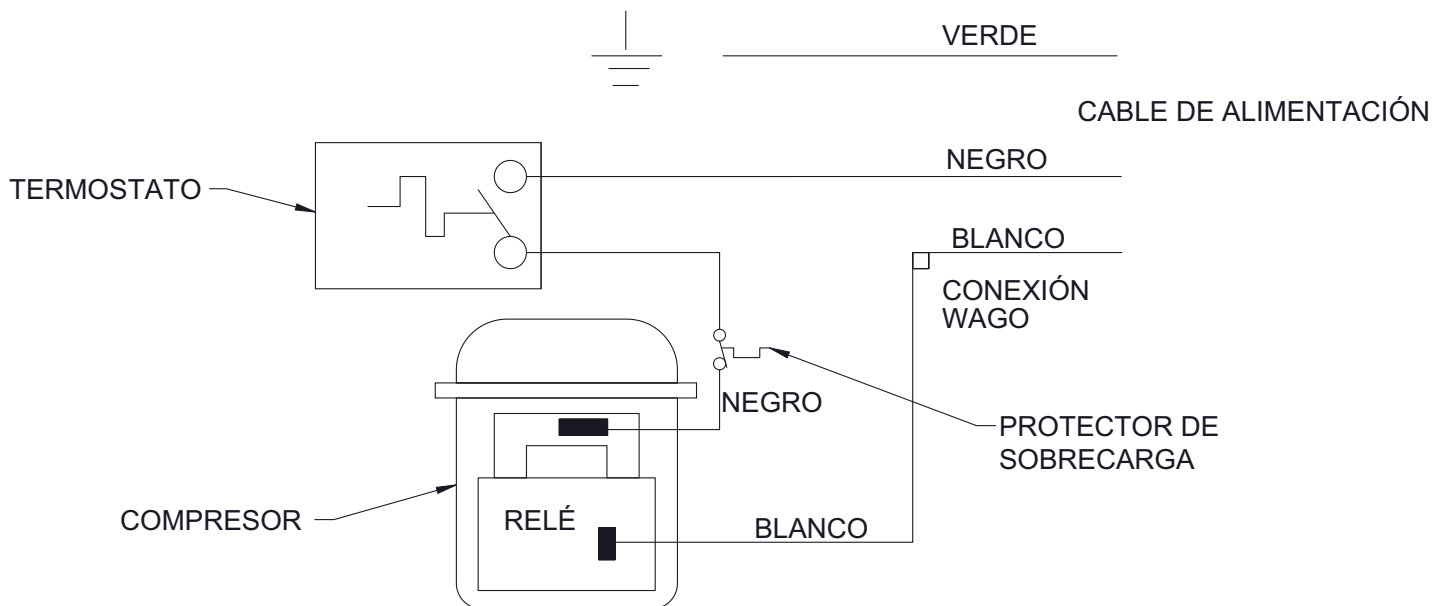 VERDE
CABLE DE ALIMENTACIÓN
NEGRO
TERMOSTATO
BLANCO
CONEXIÓN
WAGO
NEGRO
PROTECTOR DE
SOBRECARGA
COMPRESOR
RELÉ
BLANCO